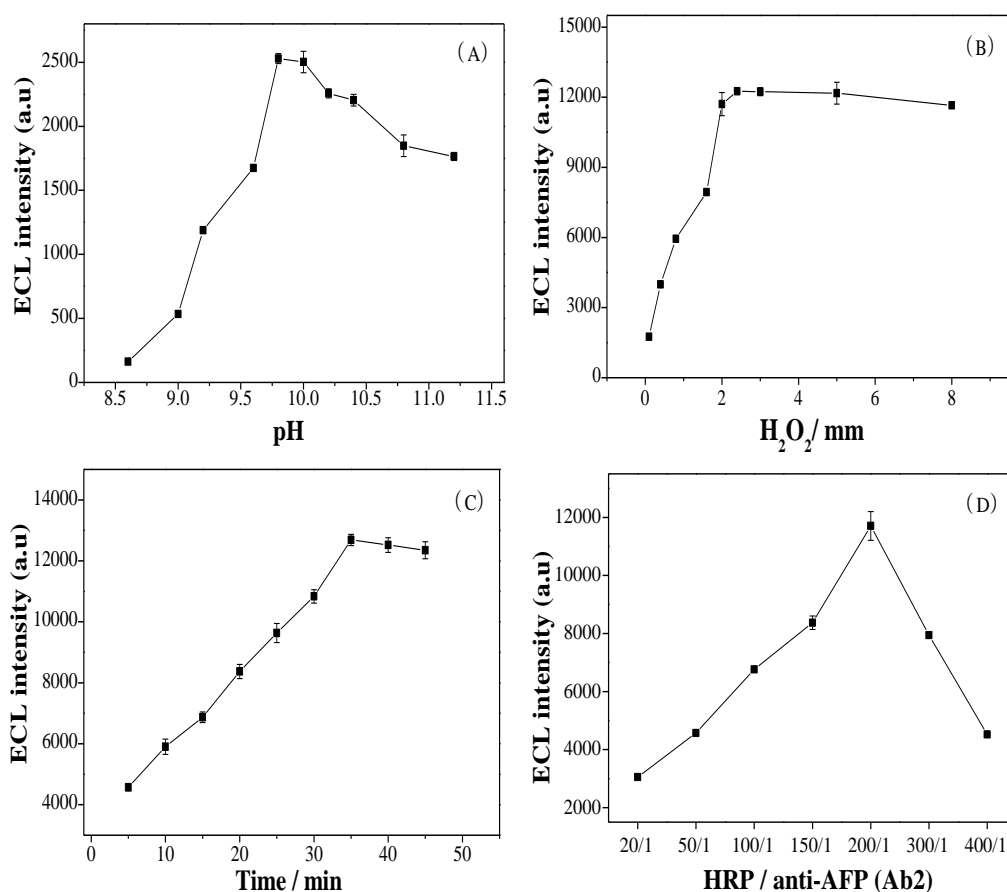 (A)
ECL intensity (a.u)
2500
2000
1500
1000
500
0
8.5 9.0 9.5 10.0 10.5 11.0 11.5
pH
(B)
ECL intensity (a.u)
15000
12000
9000
6000
3000
0
0 2 4 6 8
H₂O₂/ mm
(C)
ECL intensity (a.u)
14000
12000
10000
8000
6000
4000
0 10 20 30 40 50
Time / min
(D)
ECL intensity (a.u)
12000
10000
8000
6000
4000
2000
20/1 50/1 100/1 150/1 200/1 300/1 400/1
HRP / anti-AFP (Ab2)